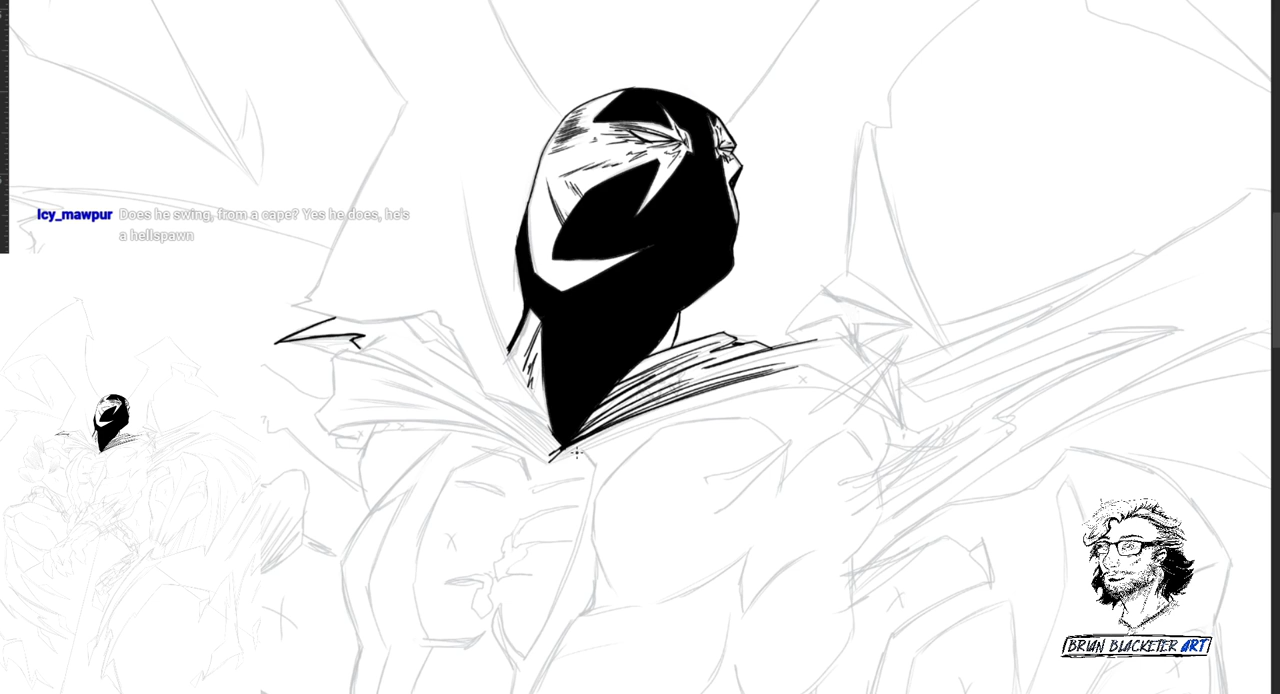 Icy_mawpur Does he swing, from a cape? Yes he does, he's
a hellspawn
BRIAN BLACKETER ART